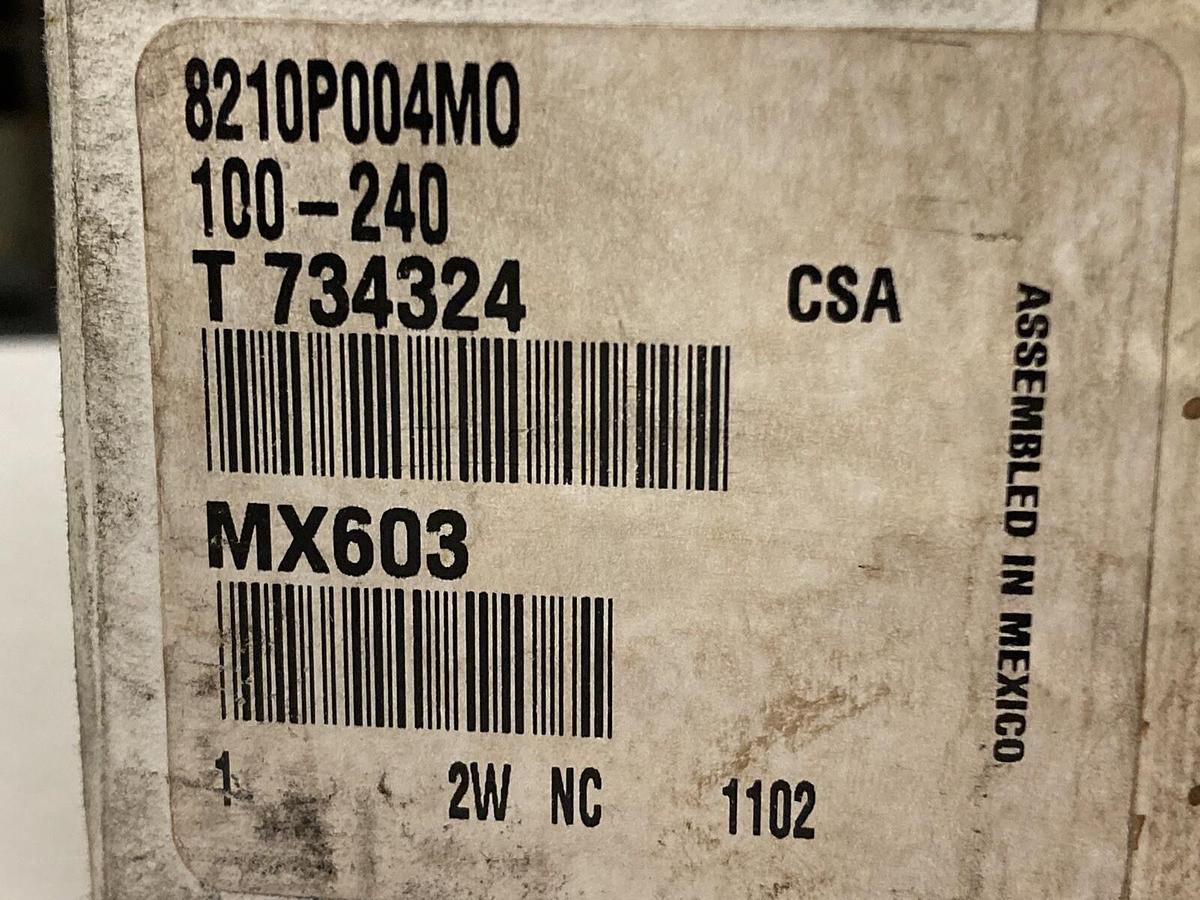 8210P004MO
100-240
T 734324
CSA
MX603
1 2W NC 1102
ASSEMBLED IN MEXICO